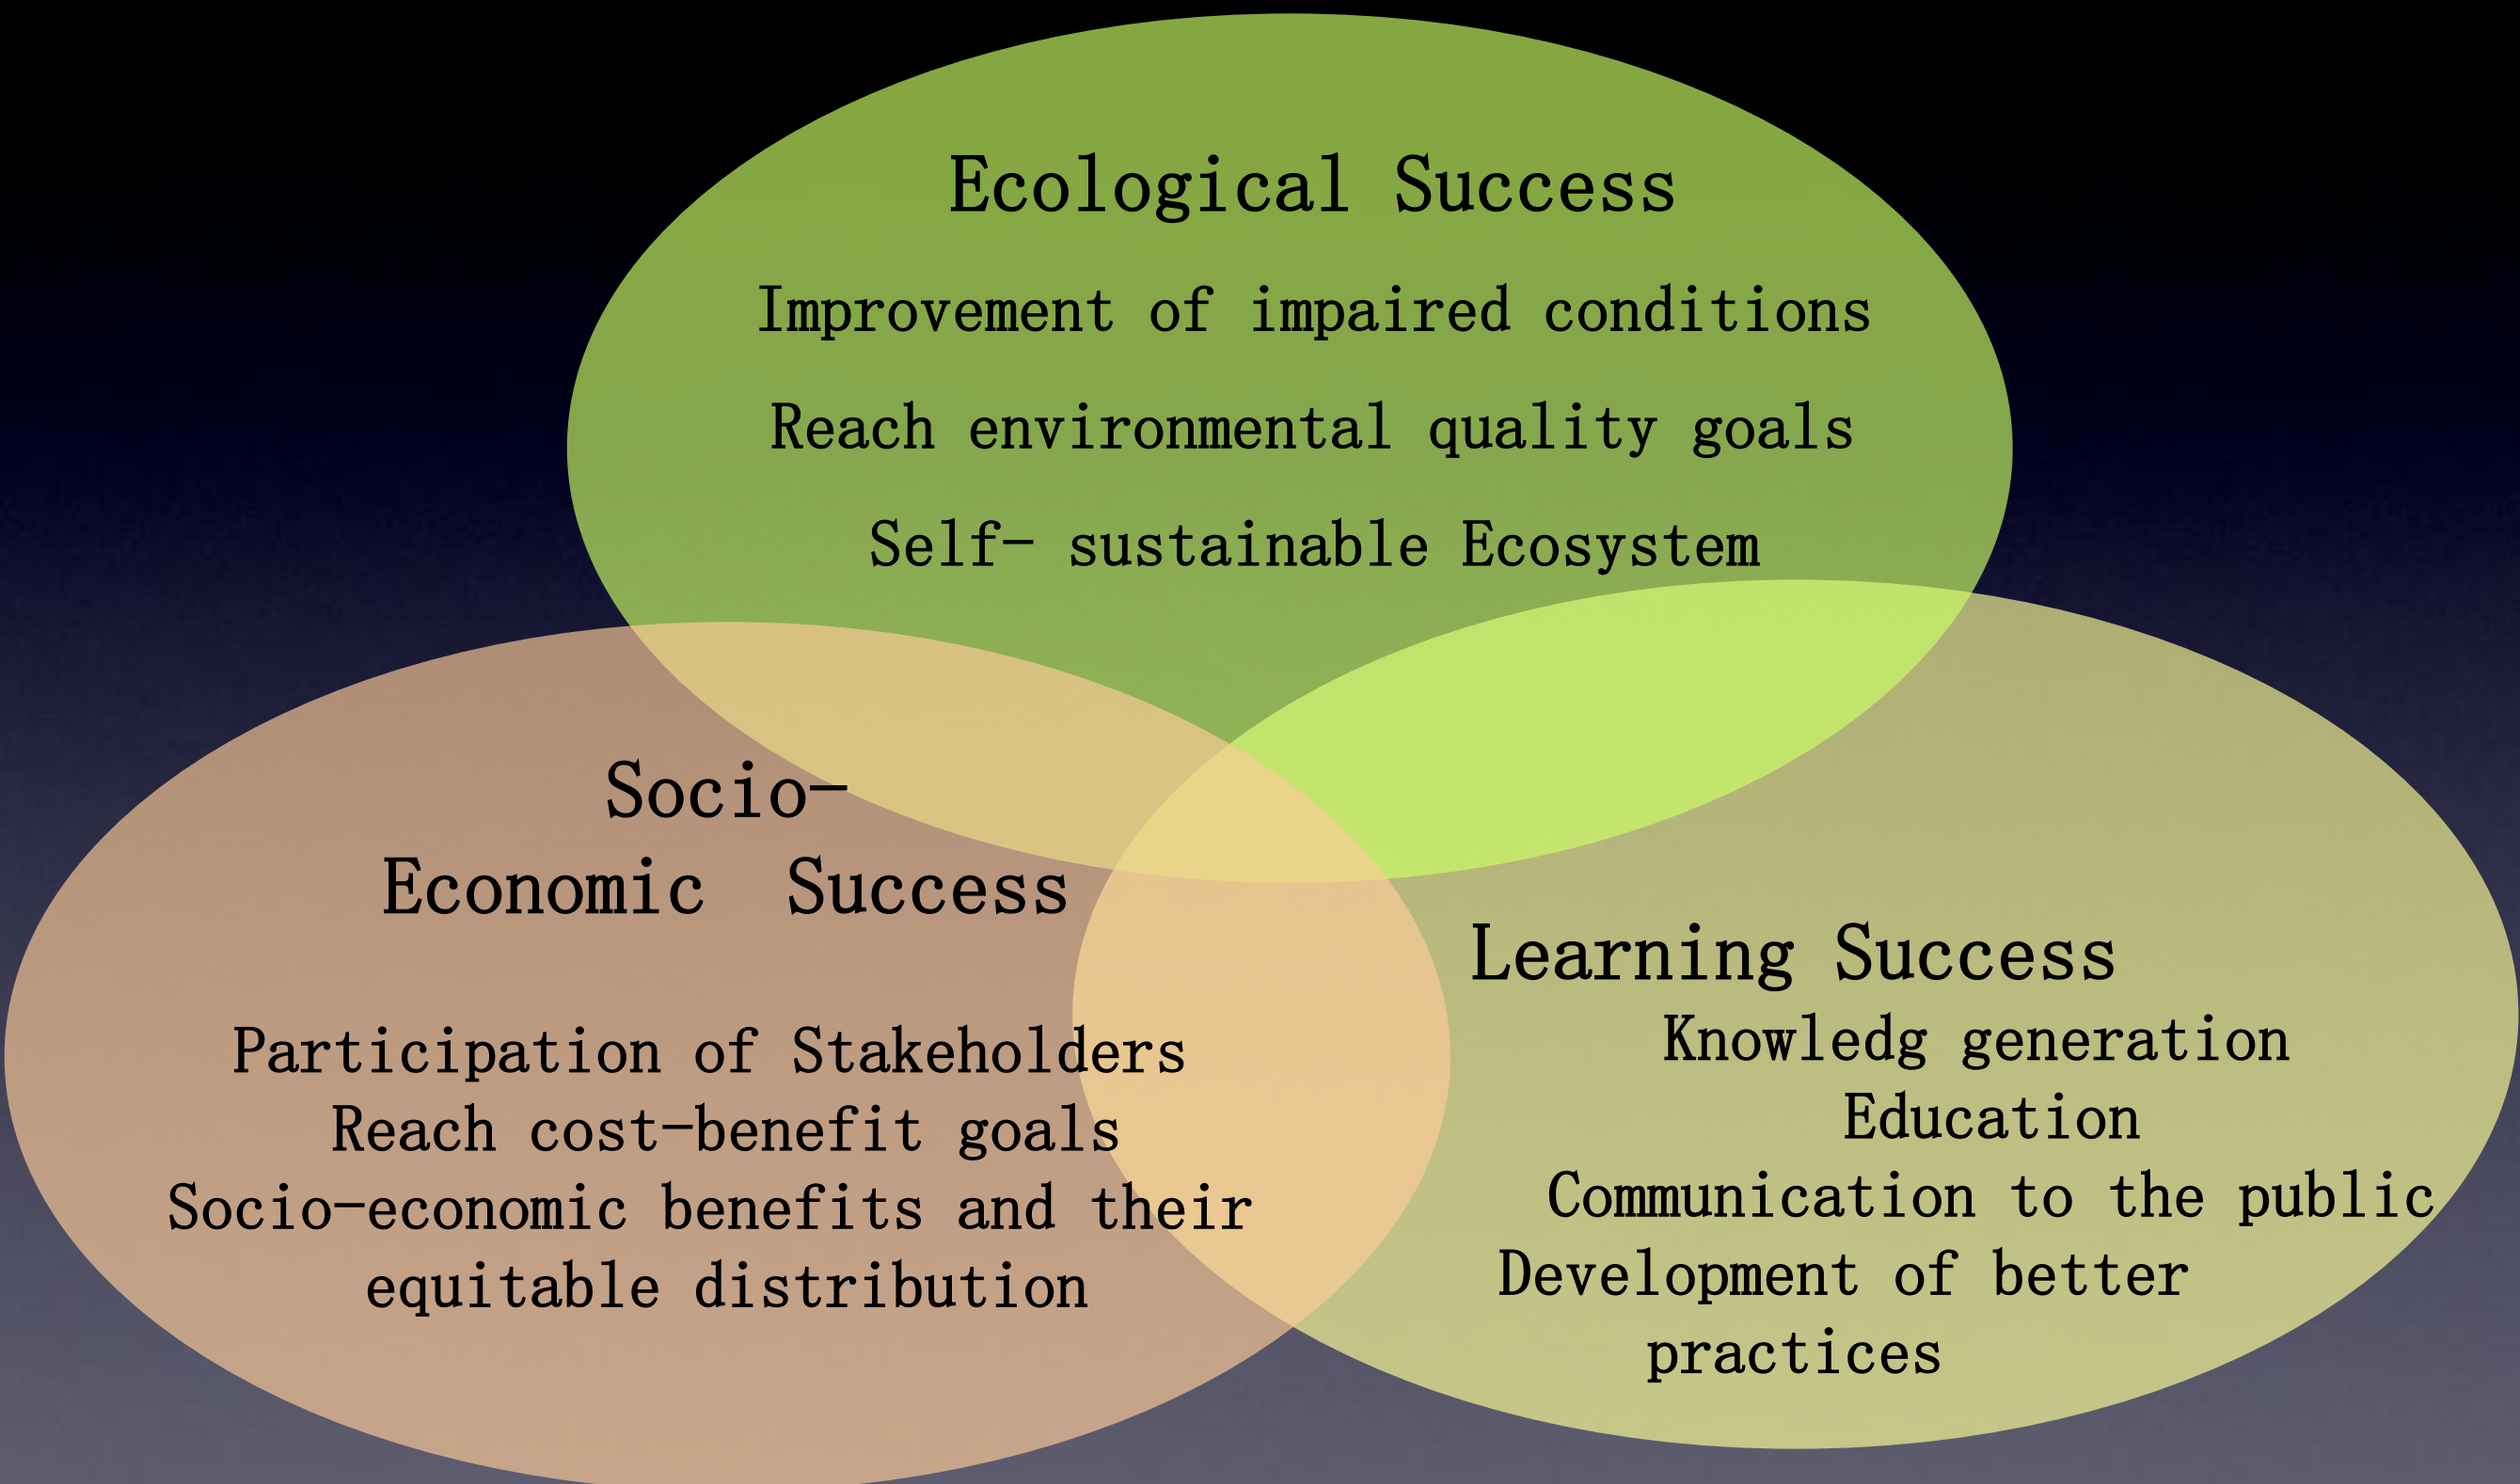 Ecological Success
Improvement of impaired conditions
Reach environmental quality goals
Self- sustainable Ecosystem
Socio-
Economic Success
Participation of Stakeholders
Reach cost-benefit goals
Socio-economic benefits and their
equitable distribution
Learning Success
Knowledg generation
Education
Communication to the public
Development of better
practices